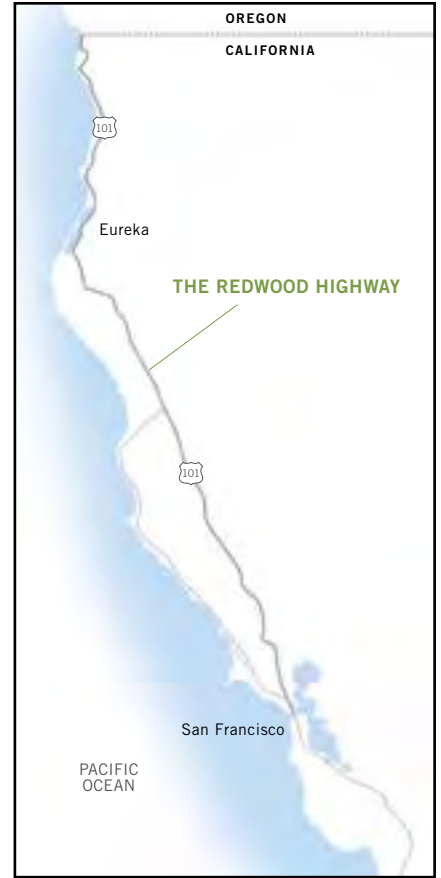 OREGON
CALIFORNIA
101
Eureka
THE REDWOOD HIGHWAY
101
San Francisco
PACIFIC
OCEAN